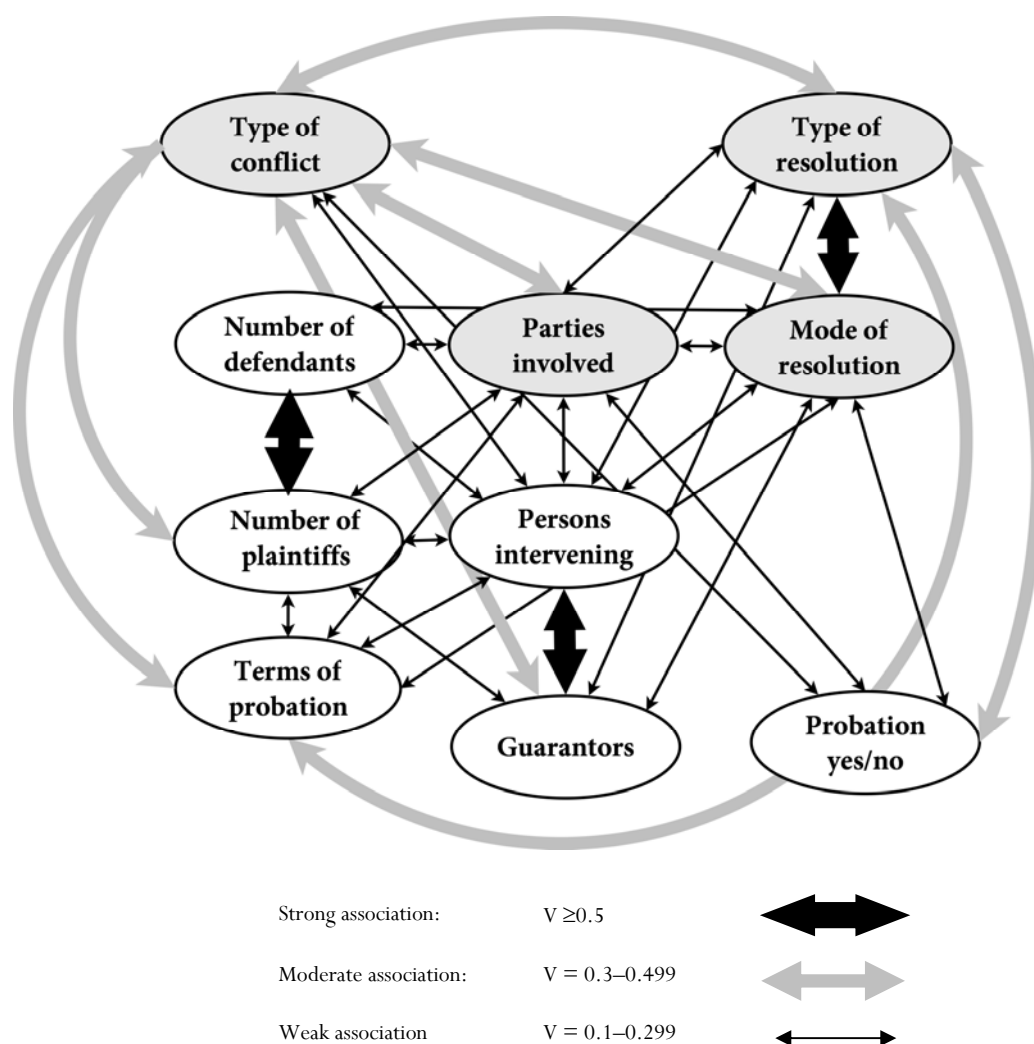 Type of
conflict
Type of
resolution
Number of
defendants
Parties
involved
Mode of
resolution
Number of
plaintiffs
Persons
intervening
Terms of
probation
Guarantors
Probation
yes/no
Strong association: V ≥0.5
Moderate association: V = 0.3–0.499
Weak association V = 0.1–0.299